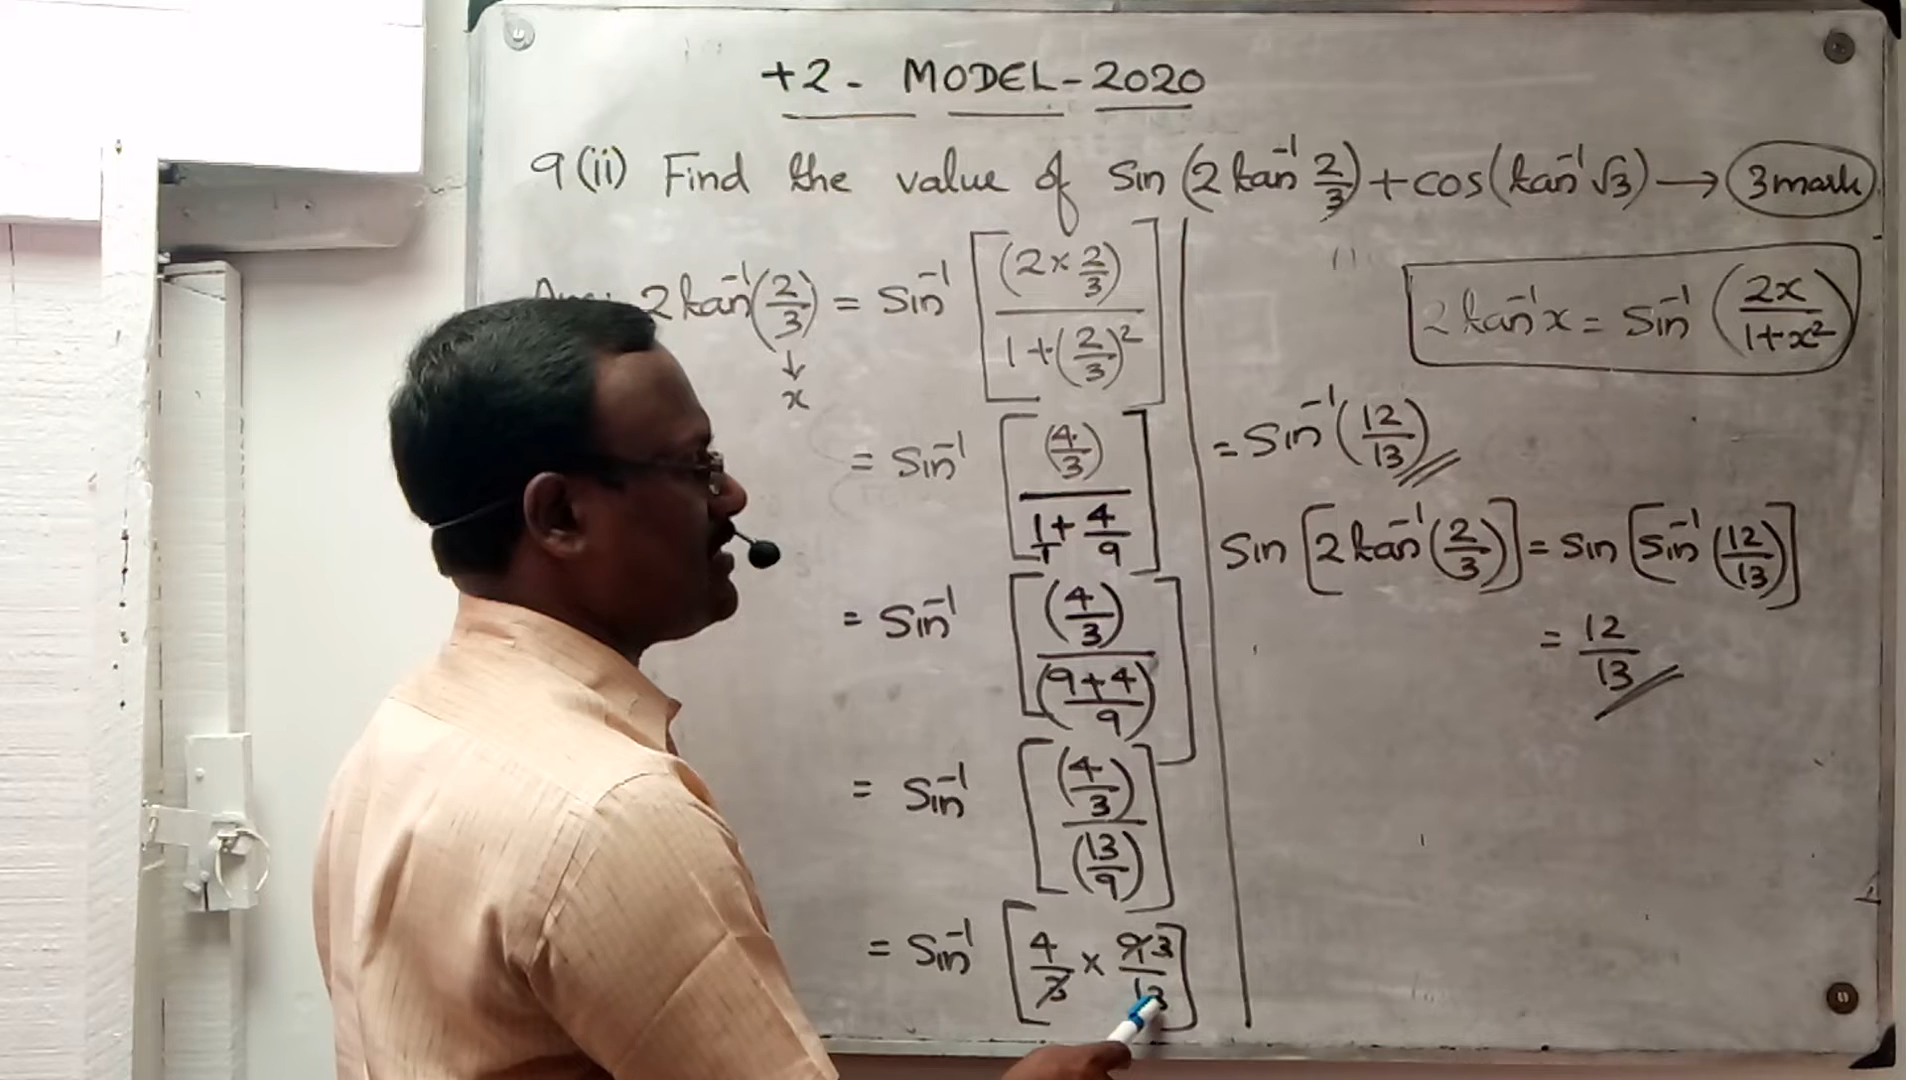 +2 - MODEL - 2020
9 (ii) Find the value of Sin (2 tan⁻¹ 2/3) + cos (tan⁻¹ √3) → 3 mark
2 tan⁻¹ (2/3) = Sin⁻¹ [(2 × 2/3) / 1 + (2/3)²]
↓
x
= Sin⁻¹ [(4/3) / 1/1 + 4/9]
= Sin⁻¹ [(4/3) / (9+4/9)]
= Sin⁻¹ [(4/3) / (13/9)]
= Sin⁻¹ [4/3 × 9 3/13]
2 tan⁻¹ x = Sin⁻¹ (2x / 1+x²)
= Sin⁻¹ (12/13)
Sin [2 tan⁻¹ (2/3)] = Sin [Sin⁻¹ (12/13)]
= 12/13